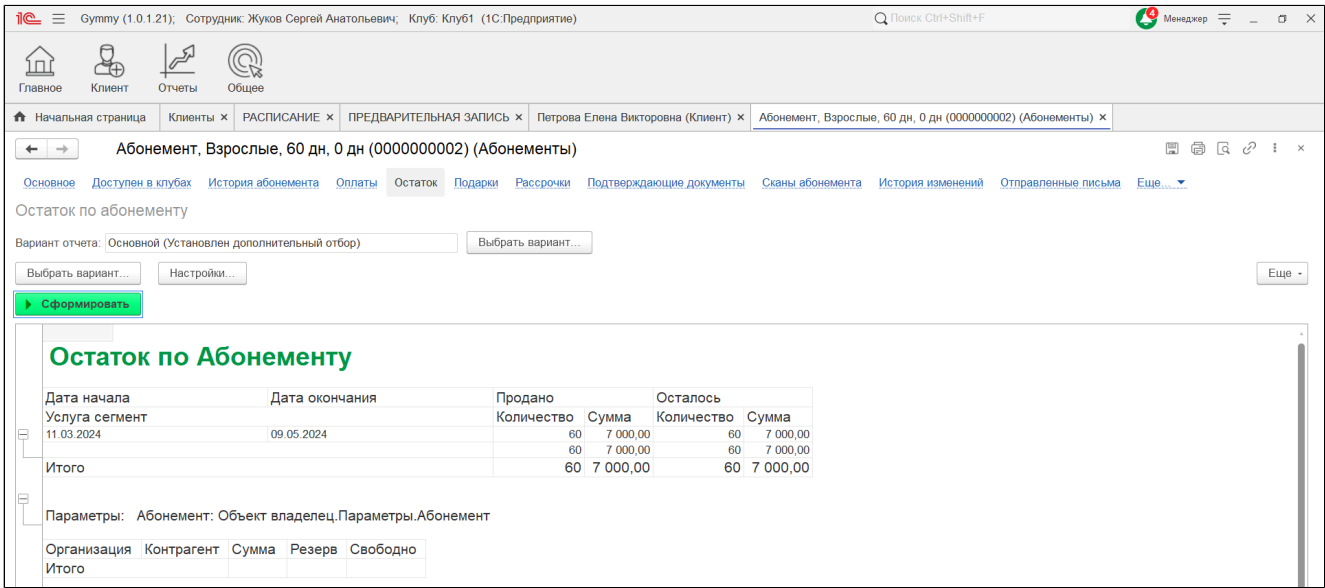 Gymmy (1.0.1.21); Сотрудник: Жуков Сергей Анатольевич; Клуб: Клуб1 (1С:Предприятие) Поиск Ctrl+Shift+F 4 Менеджер
Главное Клиент Отчеты Общее
Начальная страница Клиенты × РАСПИСАНИЕ × ПРЕДВАРИТЕЛЬНАЯ ЗАПИСЬ × Петрова Елена Викторовна (Клиент) × Абонемент, Взрослые, 60 дн, 0 дн (0000000002) (Абонементы) ×
Абонемент, Взрослые, 60 дн, 0 дн (0000000002) (Абонементы)
Основное Доступен в клубах История абонемента Оплаты Остаток Подарки Рассрочки Подтверждающие документы Сканы абонемента История изменений Отправленные письма Еще...
Остаток по абонементу
Вариант отчета: Основной (Установлен дополнительный отбор) Выбрать вариант...
Выбрать вариант... Настройки... Еще
Сформировать
Остаток по Абонементу
Дата начала Дата окончания Продано Осталось
Услуга сегмент Количество Сумма Количество Сумма
11.03.2024 09.05.2024 60 7 000,00 60 7 000,00
60 7 000,00 60 7 000,00
Итого 60 7 000,00 60 7 000,00
Параметры: Абонемент: Объект владелец.Параметры.Абонемент
Организация Контрагент Сумма Резерв Свободно
Итого